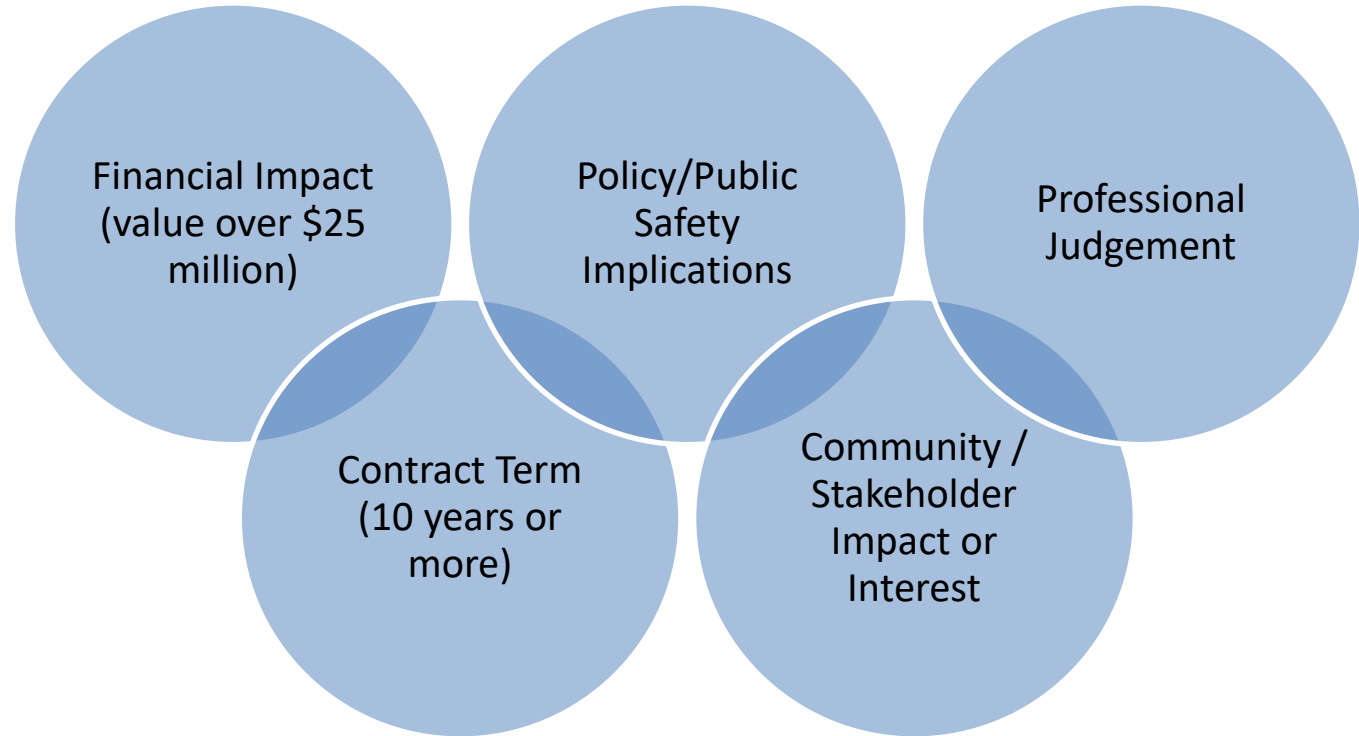 Financial Impact
(value over $25
million)
Policy/Public
Safety
Implications
Professional
Judgement
Contract Term
(10 years or
more)
Community /
Stakeholder
Impact or
Interest